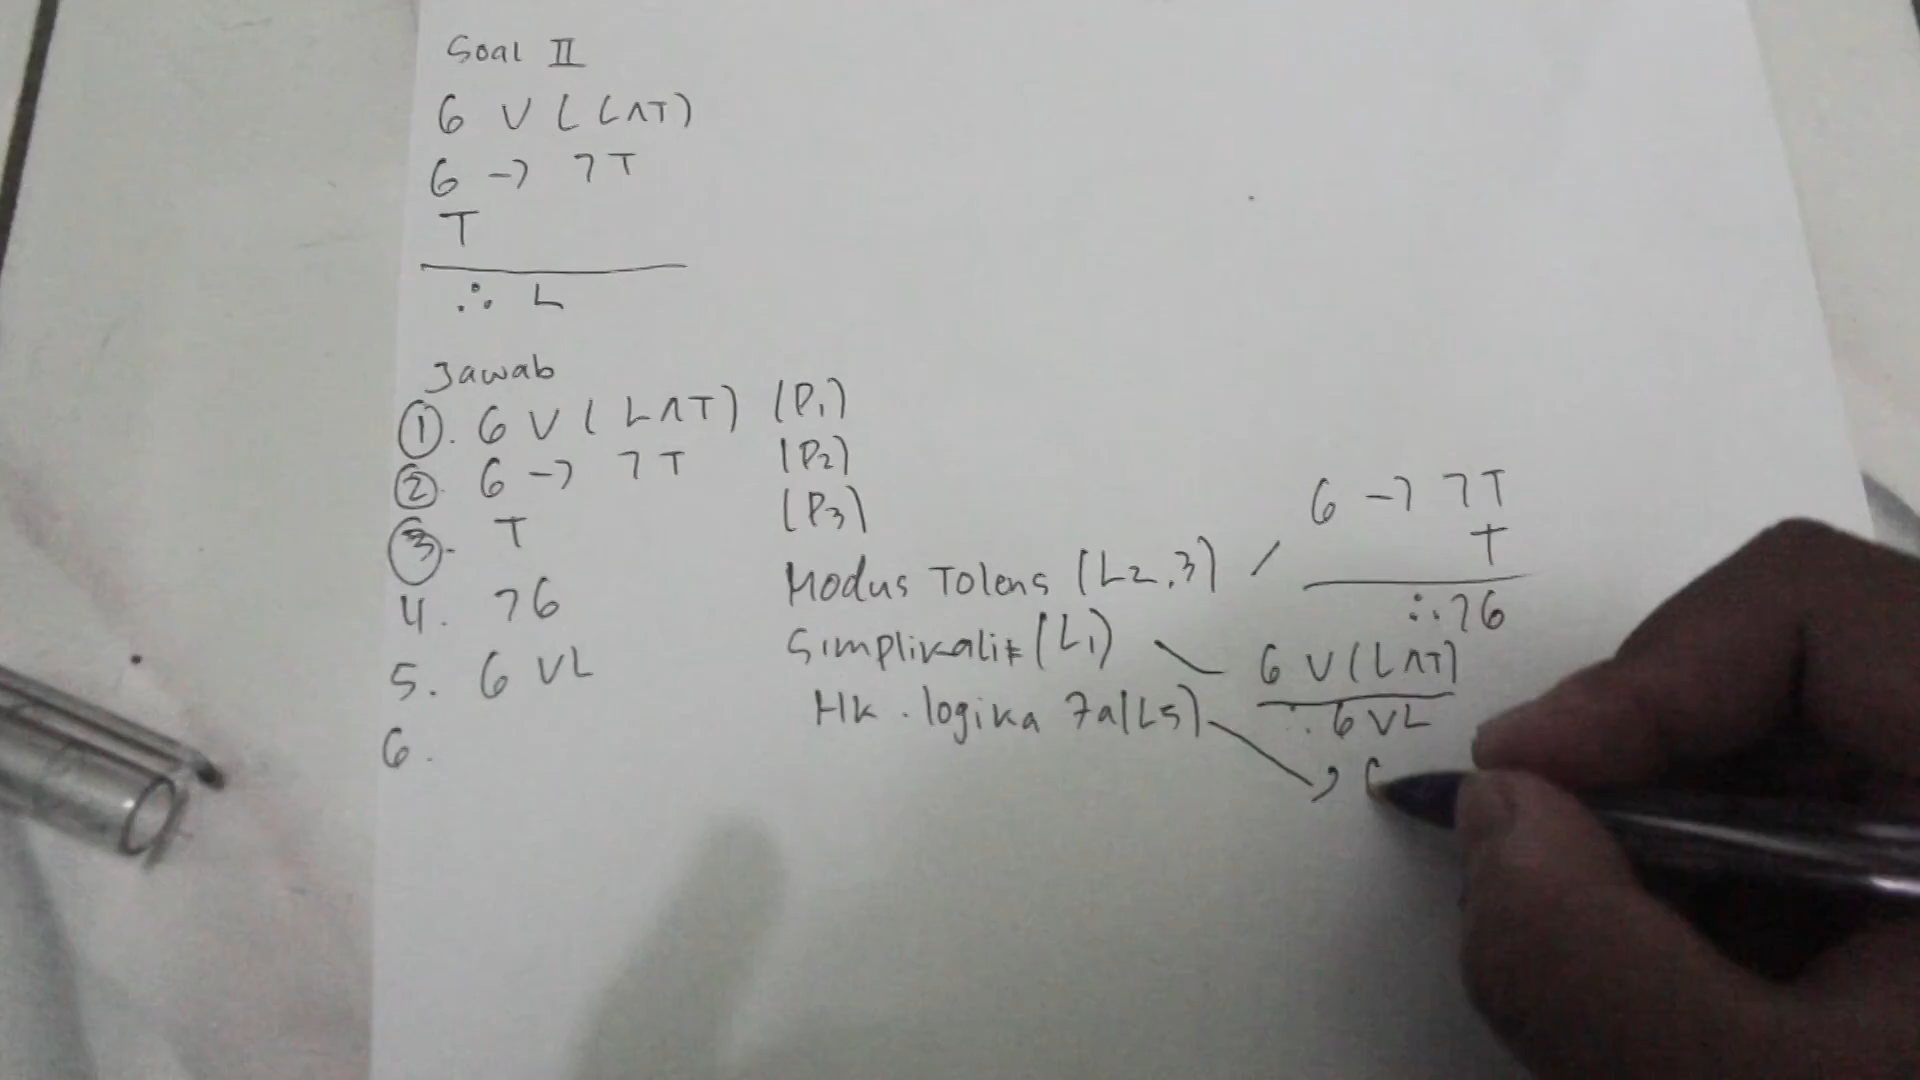 Soal II
G V (L ∧ T)
G → ¬T
T
∴ L
Jawab
①. G V (L ∧ T) (P1)
②. G → ¬T (P2)
③. T (P3)
4. ¬G Modus Tolens (L2,3)
5. G V L Simplikalif (L1)
6. Hk. logika 7a (L5)
G → ¬T
T
∴ ¬G
G V (L ∧ T)
∴ G V L